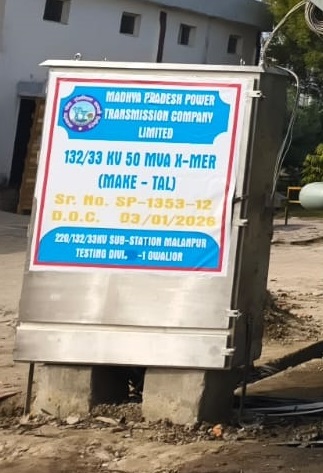 MADHYA PRADESH POWER
TRANSMISSION COMPANY
LIMITED
132/33 KV 50 MVA X-MER
(MAKE - TAL)
Sr. No. SP-1353-12
D.O.C. 03/01/2026
220/132/33KV SUB-STATION MALANPUR
TESTING DIVI. -1 GWALIOR